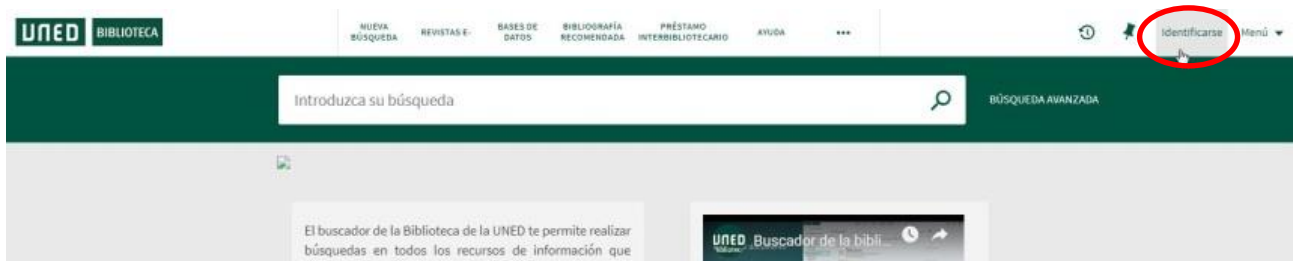 UNED BIBLIOTECA
NUEVA BÚSQUEDA
REVISTAS E-
BASES DE DATOS
BIBLIOGRAFÍA RECOMENDADA
PRÉSTAMO INTERBIBLIOTECARIO
AYUDA
Identificarse
Menú
Introduzca su búsqueda
BÚSQUEDA AVANZADA
El buscador de la Biblioteca de la UNED te permite realizar
búsquedas en todos los recursos de información que
UNED Buscador de la bibli...